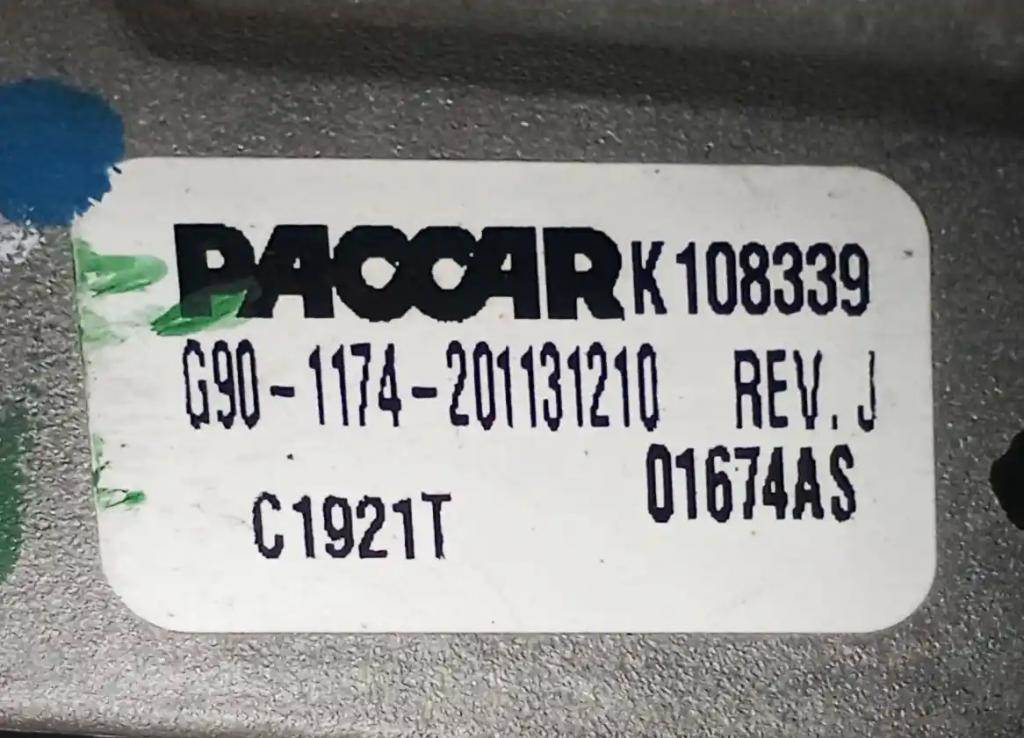 PACCAR K108339
G90-1174-201131210 REV. J
01674AS
C1921T